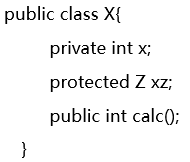 public class X{
private int x;
protected Z xz;
public int calc();
}